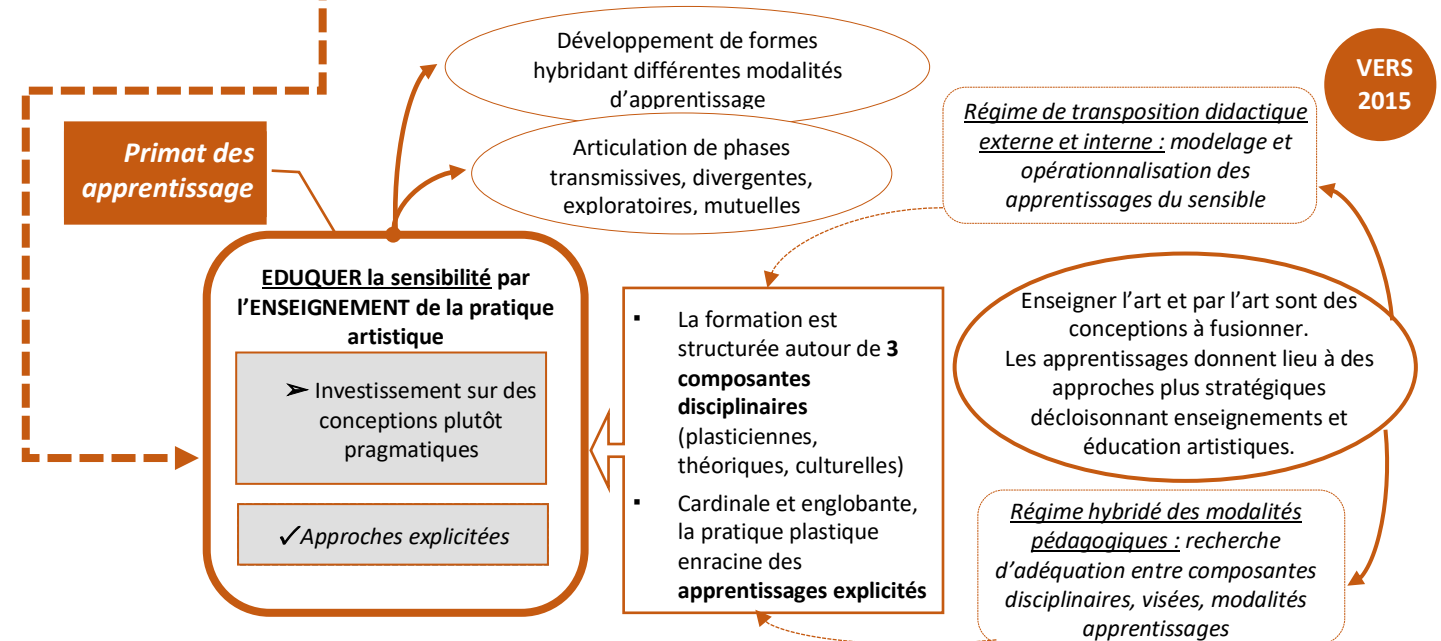 Développement de formes
hybridant différentes modalités
d’apprentissage
Articulation de phases
transmissives, divergentes,
exploratoires, mutuelles
VERS
2015
Primat des
apprentissage
Régime de transposition didactique
externe et interne : modelage et
opérationnalisation des
apprentissages du sensible
EDUQUER la sensibilité par
l’ENSEIGNEMENT de la pratique
artistique
➢ Investissement sur des
conceptions plutôt
pragmatiques
✓Approches explicitées
▪ La formation est
structurée autour de 3
composantes
disciplinaires
(plasticiennes,
théoriques, culturelles)
▪ Cardinale et englobante,
la pratique plastique
enracine des
apprentissages explicités
Enseigner l’art et par l’art sont des
conceptions à fusionner.
Les apprentissages donnent lieu à des
approches plus stratégiques
décloisonnant enseignements et
éducation artistiques.
Régime hybridé des modalités
pédagogiques : recherche
d’adéquation entre composantes
disciplinaires, visées, modalités
apprentissages